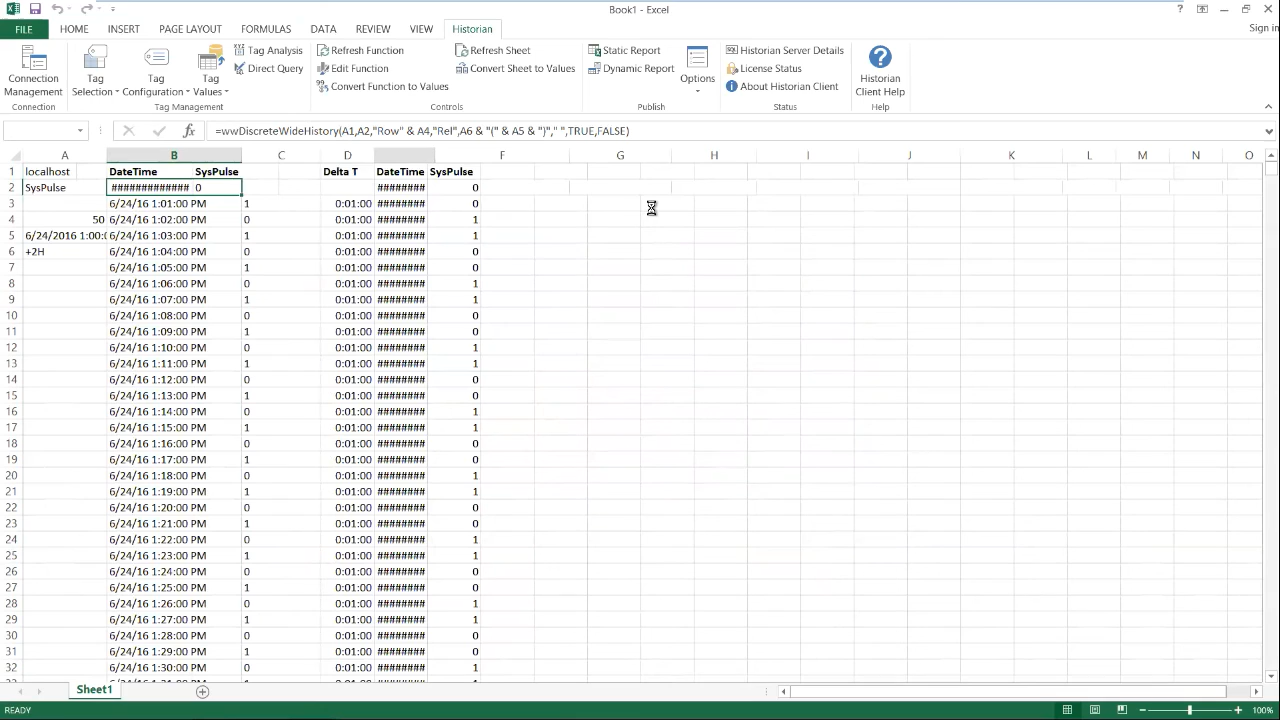 Book1 - Excel
FILE HOME INSERT PAGE LAYOUT FORMULAS DATA REVIEW VIEW Historian Sign in
Connection Management
Connection
Tag Selection
Tag Configuration
Tag Values
Tag Analysis
Direct Query
Tag Management
Refresh Function
Edit Function
Convert Function to Values
Refresh Sheet
Convert Sheet to Values
Controls
Static Report
Dynamic Report
Options
Publish
Historian Server Details
License Status
About Historian Client
Status
Historian Client Help
Help
fx =wwDiscreteWideHistory(A1,A2,"Row" & A4,"Rel",A6 & "(" & A5 & ")"," ",TRUE,FALSE)
A B C D F G H I J K L M N O
1 localhost DateTime SysPulse Delta T DateTime SysPulse
2 SysPulse ############# 0 ######## 0
3 6/24/16 1:01:00 PM 1 0:01:00 ######## 0
4 50 6/24/16 1:02:00 PM 0 0:01:00 ######## 1
5 6/24/2016 1:00:0 6/24/16 1:03:00 PM 1 0:01:00 ######## 1
6 +2H 6/24/16 1:04:00 PM 0 0:01:00 ######## 0
7 6/24/16 1:05:00 PM 1 0:01:00 ######## 0
8 6/24/16 1:06:00 PM 0 0:01:00 ######## 1
9 6/24/16 1:07:00 PM 1 0:01:00 ######## 1
10 6/24/16 1:08:00 PM 0 0:01:00 ######## 0
11 6/24/16 1:09:00 PM 1 0:01:00 ######## 0
12 6/24/16 1:10:00 PM 0 0:01:00 ######## 1
13 6/24/16 1:11:00 PM 1 0:01:00 ######## 1
14 6/24/16 1:12:00 PM 0 0:01:00 ######## 0
15 6/24/16 1:13:00 PM 1 0:01:00 ######## 0
16 6/24/16 1:14:00 PM 0 0:01:00 ######## 1
17 6/24/16 1:15:00 PM 1 0:01:00 ######## 1
18 6/24/16 1:16:00 PM 0 0:01:00 ######## 0
19 6/24/16 1:17:00 PM 1 0:01:00 ######## 0
20 6/24/16 1:18:00 PM 0 0:01:00 ######## 1
21 6/24/16 1:19:00 PM 1 0:01:00 ######## 1
22 6/24/16 1:20:00 PM 0 0:01:00 ######## 0
23 6/24/16 1:21:00 PM 1 0:01:00 ######## 0
24 6/24/16 1:22:00 PM 0 0:01:00 ######## 1
25 6/24/16 1:23:00 PM 1 0:01:00 ######## 1
26 6/24/16 1:24:00 PM 0 0:01:00 ######## 0
27 6/24/16 1:25:00 PM 1 0:01:00 ######## 0
28 6/24/16 1:26:00 PM 0 0:01:00 ######## 1
29 6/24/16 1:27:00 PM 1 0:01:00 ######## 1
30 6/24/16 1:28:00 PM 0 0:01:00 ######## 0
31 6/24/16 1:29:00 PM 1 0:01:00 ######## 0
32 6/24/16 1:30:00 PM 0 0:01:00 ######## 1
Sheet1
READY 100%